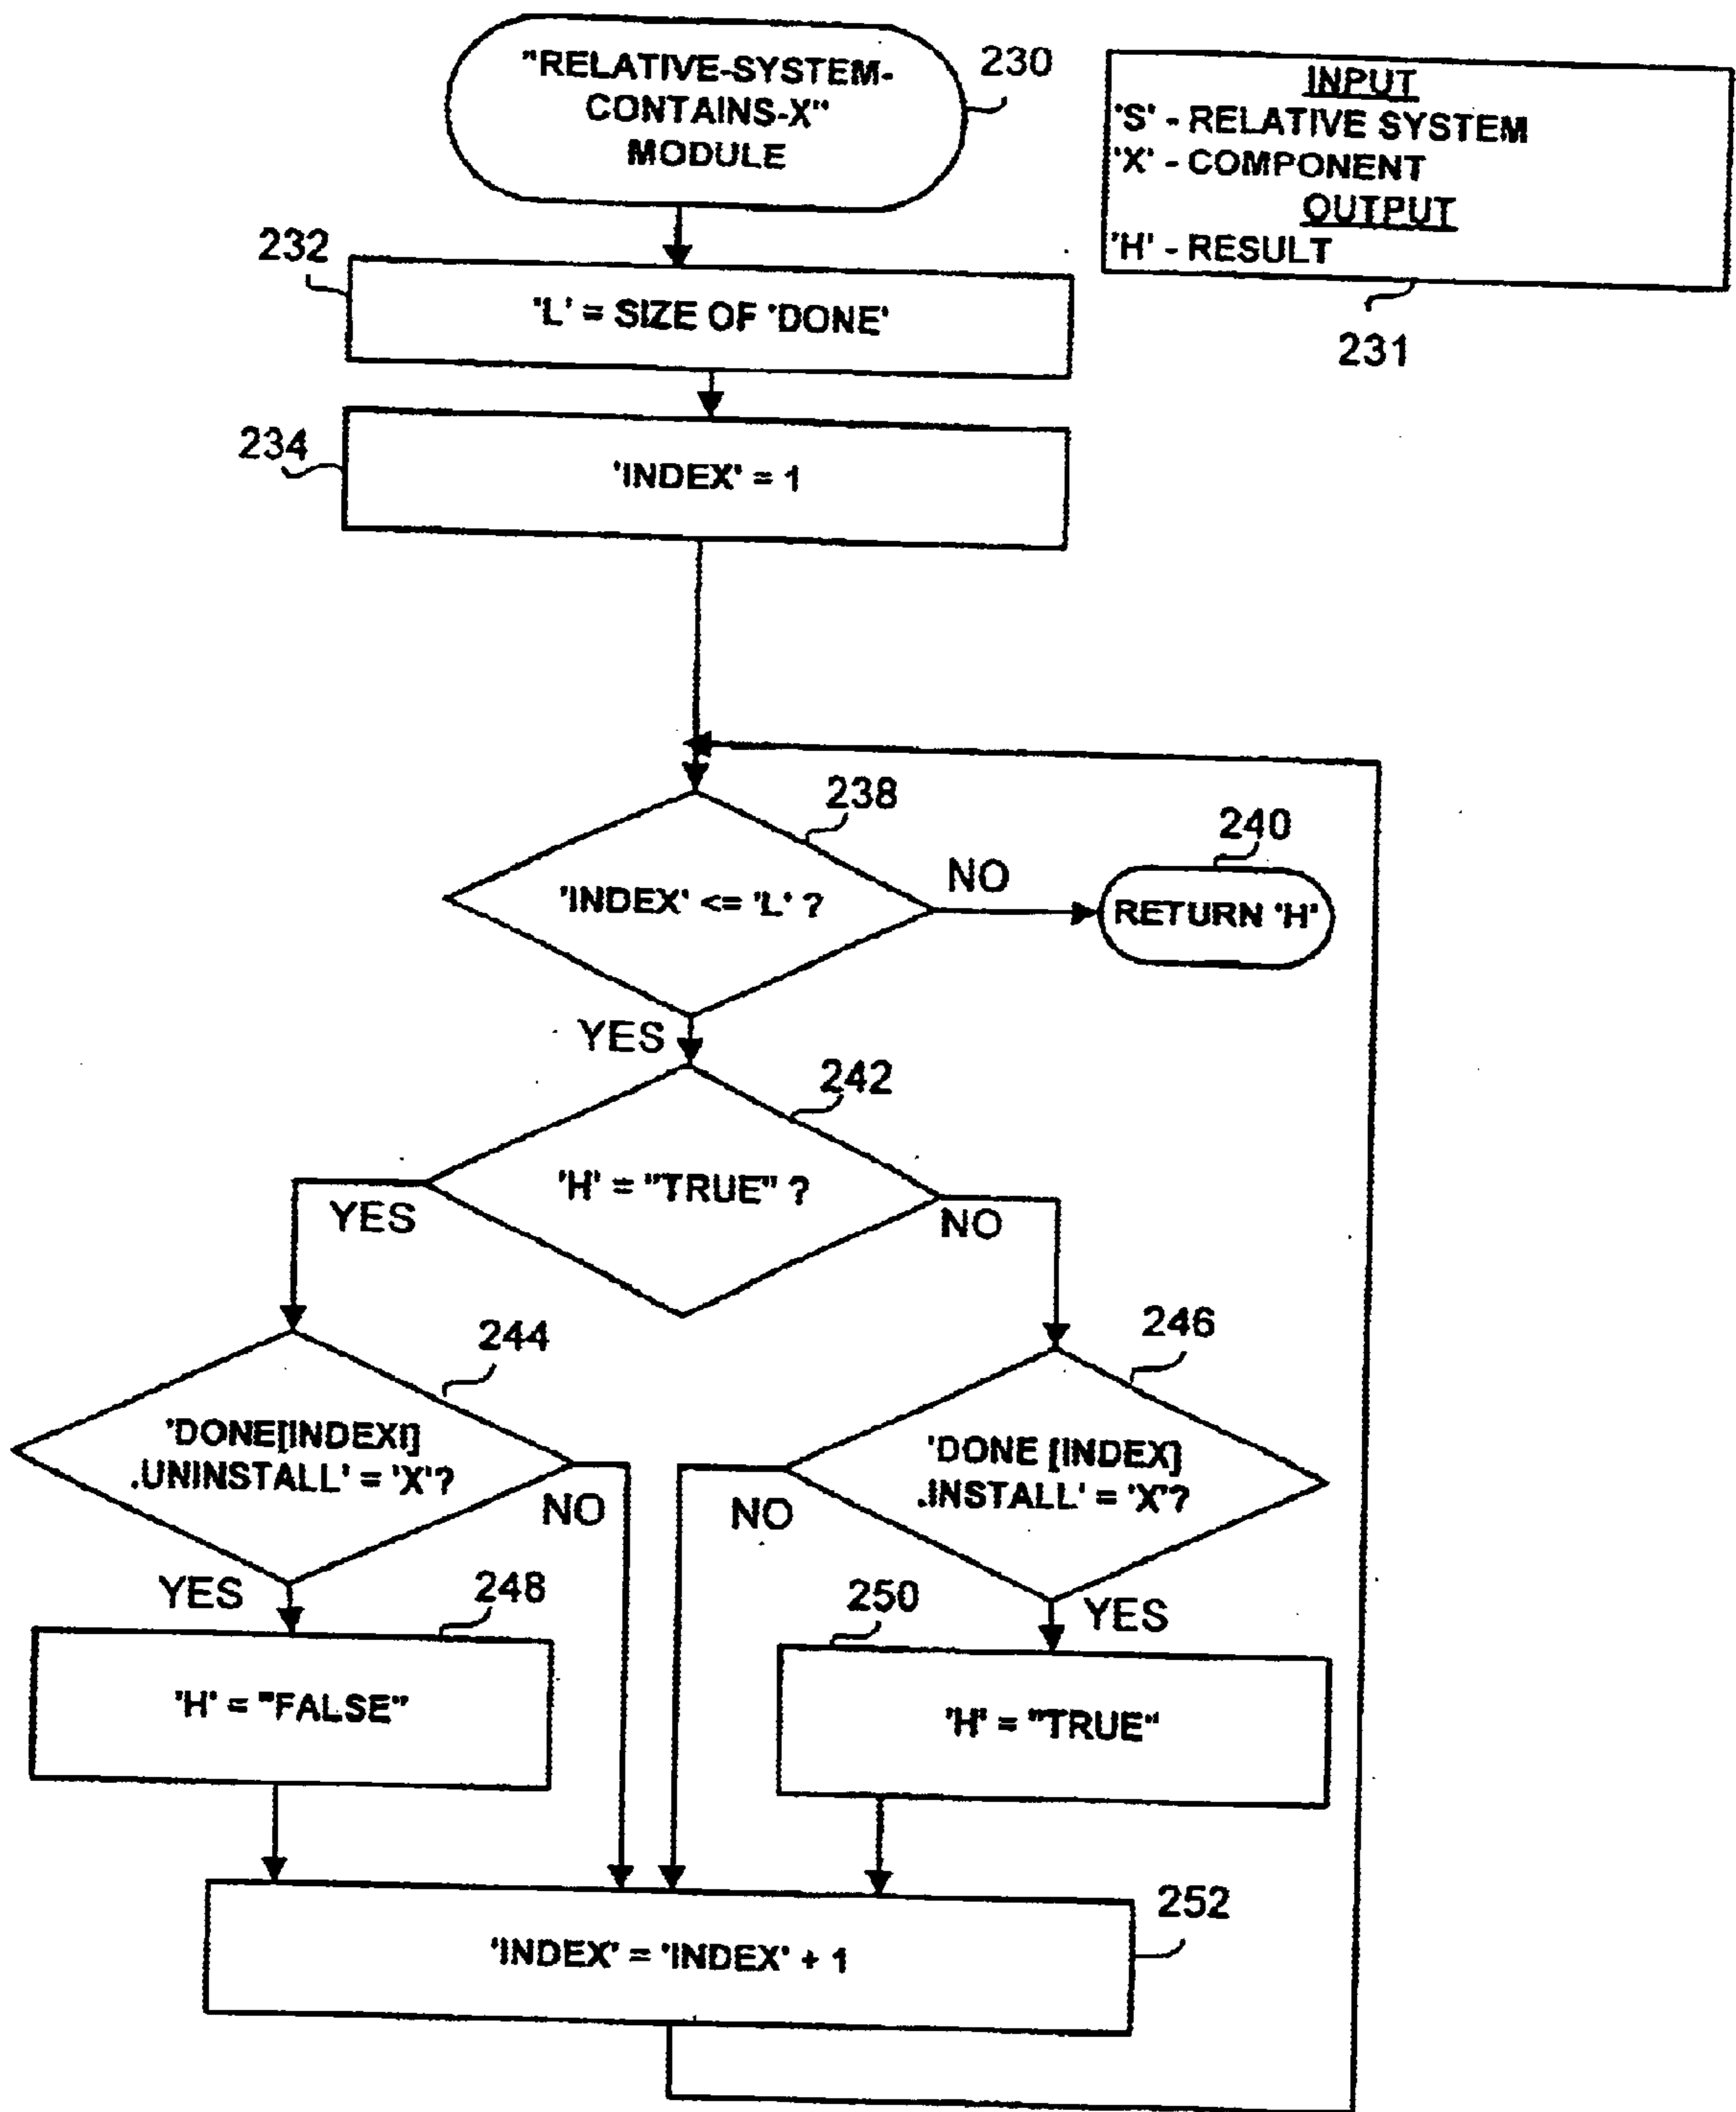 "RELATIVE-SYSTEM-
CONTAINS-X"
MODULE
230
INPUT
'S' - RELATIVE SYSTEM
'X' - COMPONENT
OUTPUT
'H' - RESULT
231
232
'L' = SIZE OF 'DONE'
234
'INDEX' = 1
238
'INDEX' <= 'L' ?
NO
240
RETURN 'H'
YES
242
'H' = "TRUE" ?
YES
NO
244
'DONE[INDEXI]
.UNINSTALL' = 'X'?
NO
YES
246
'DONE [INDEX]
.INSTALL' = 'X'?
NO
YES
248
'H' = "FALSE"
250
'H' = "TRUE"
252
'INDEX' = 'INDEX' + 1